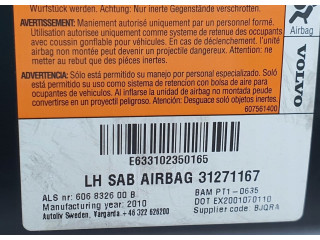 Wurfstück werden. Nur inerte Gegenstände verschrotten.
AVERTISSEMENT: Maniement autorisé uniquement par un personnel formé.
Utilisation autorisée uniquement comme système de retenue des occupants
avec coussin gonflable pour véhicules. En cas de déclenchement, l'unité
airbag non montée peut devenir un projectile dangereux. Ne mettre
au rebut que des pièces inertes.
ADVERTENCIA: Sólo está permitido su manejo por personal especializado. Sólo
está permitido su uso como sistema de retención con bolsa de aire para
ocupantes de vehículos. Al inflarse la unidad de airbag no montada puede
convertirse en un proyectil peligroso. Atención: Desguace sólo objetos inertes.
607561400
Airbag
VOLVO
E633102350165
LH SAB AIRBAG 31271167
ALS nr: 606 8326 00 B
BAM PT1-0635
Manufacturing year: 2010
DOT EX2001070110
Autoliv Sweden, Vargarda, + 46 322 626200
Supplier code: BJQRA